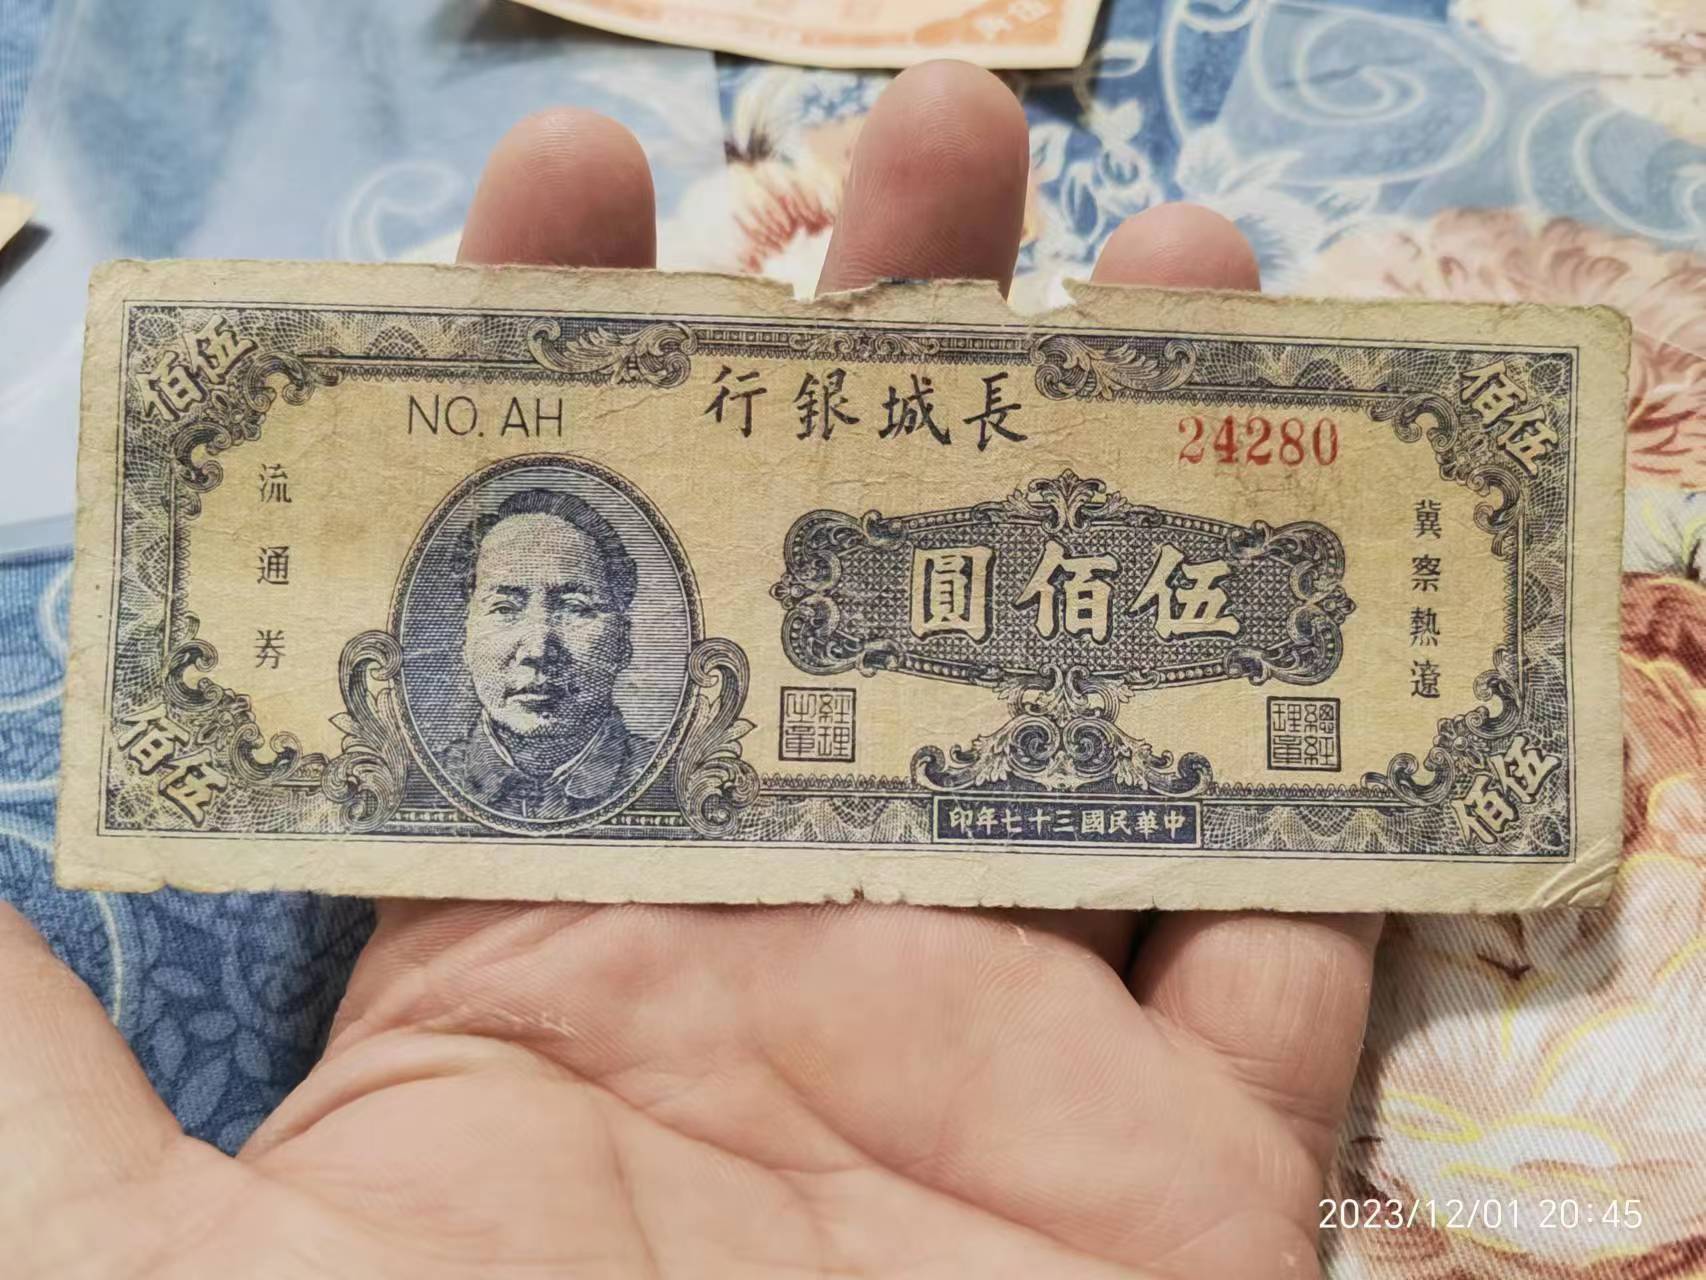 伍佰
伍佰
長城銀行
NO. AH
24280
冀察熱遼
流通券
伍佰圓
總經理章
經理之章
伍佰
伍佰
中華民國三十七年印
2023/12/01 20:45